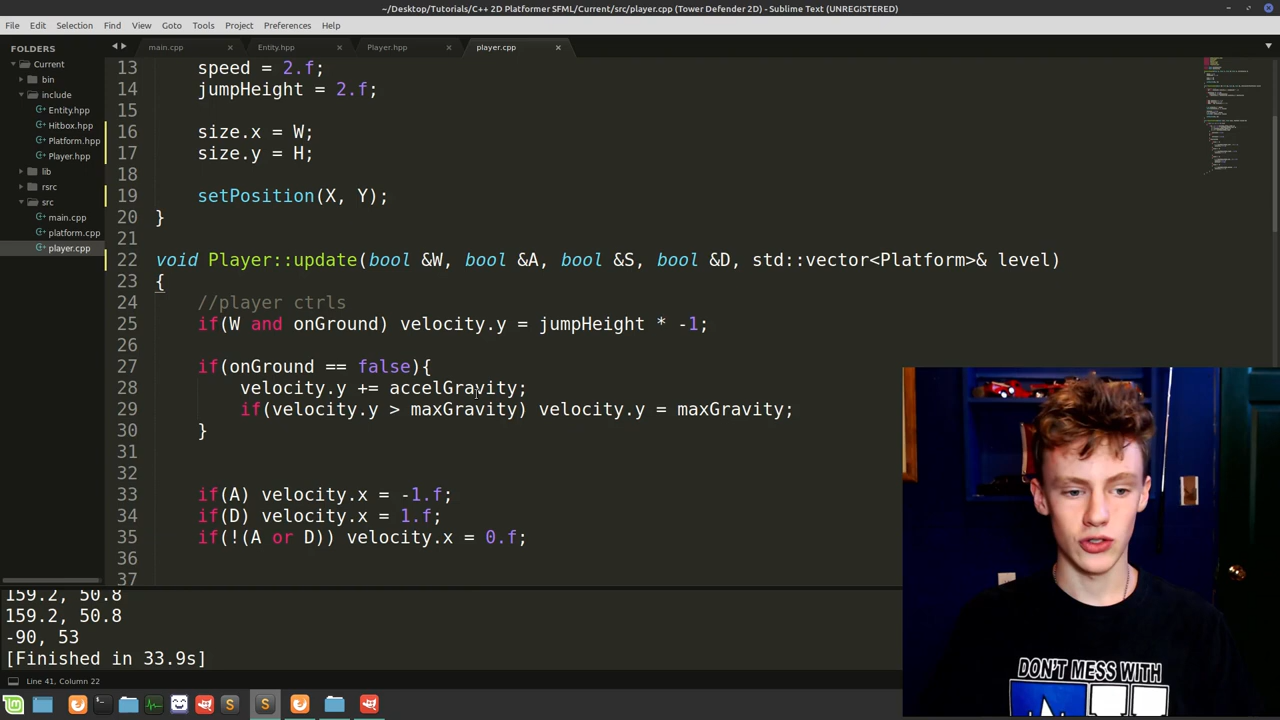 ~/Desktop/Tutorials/C++ 2D Platformer SFML/Current/src/player.cpp (Tower Defender 2D) - Sublime Text (UNREGISTERED)
File Edit Selection Find View Goto Tools Project Preferences Help
FOLDERS
Current
bin
include
Entity.hpp
Hitbox.hpp
Platform.hpp
Player.hpp
lib
rsrc
src
main.cpp
platform.cpp
player.cpp
main.cpp Entity.hpp Player.hpp player.cpp
13 speed = 2.f;
14 jumpHeight = 2.f;
15
16 size.x = W;
17 size.y = H;
18
19 setPosition(X, Y);
20 }
21
22 void Player::update(bool &W, bool &A, bool &S, bool &D, std::vector<Platform>& level)
23 {
24 //player ctrls
25 if(W and onGround) velocity.y = jumpHeight * -1;
26
27 if(onGround == false){
28 velocity.y += accelGravity;
29 if(velocity.y > maxGravity) velocity.y = maxGravity;
30 }
31
32
33 if(A) velocity.x = -1.f;
34 if(D) velocity.x = 1.f;
35 if(!(A or D)) velocity.x = 0.f;
36
37
159.2, 50.8
159.2, 50.8
-90, 53
[Finished in 33.9s]
Line 41, Column 22
DON'T MESS WITH